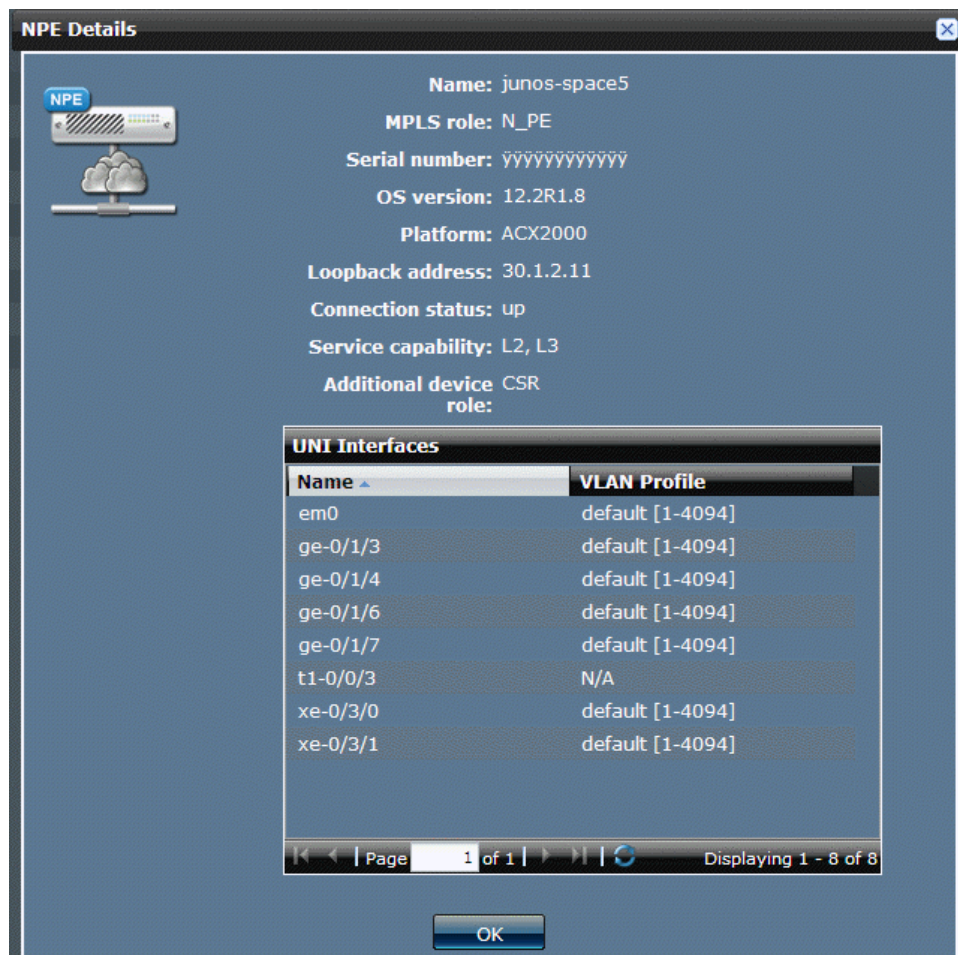 NPE Details
NPE
Name: junos-space5
MPLS role: N_PE
Serial number: ÿÿÿÿÿÿÿÿÿÿÿÿ
OS version: 12.2R1.8
Platform: ACX2000
Loopback address: 30.1.2.11
Connection status: up
Service capability: L2, L3
Additional device CSR
role:
UNI Interfaces
Name VLAN Profile
em0 default [1-4094]
ge-0/1/3 default [1-4094]
ge-0/1/4 default [1-4094]
ge-0/1/6 default [1-4094]
ge-0/1/7 default [1-4094]
t1-0/0/3 N/A
xe-0/3/0 default [1-4094]
xe-0/3/1 default [1-4094]
Page 1 of 1 Displaying 1 - 8 of 8
OK